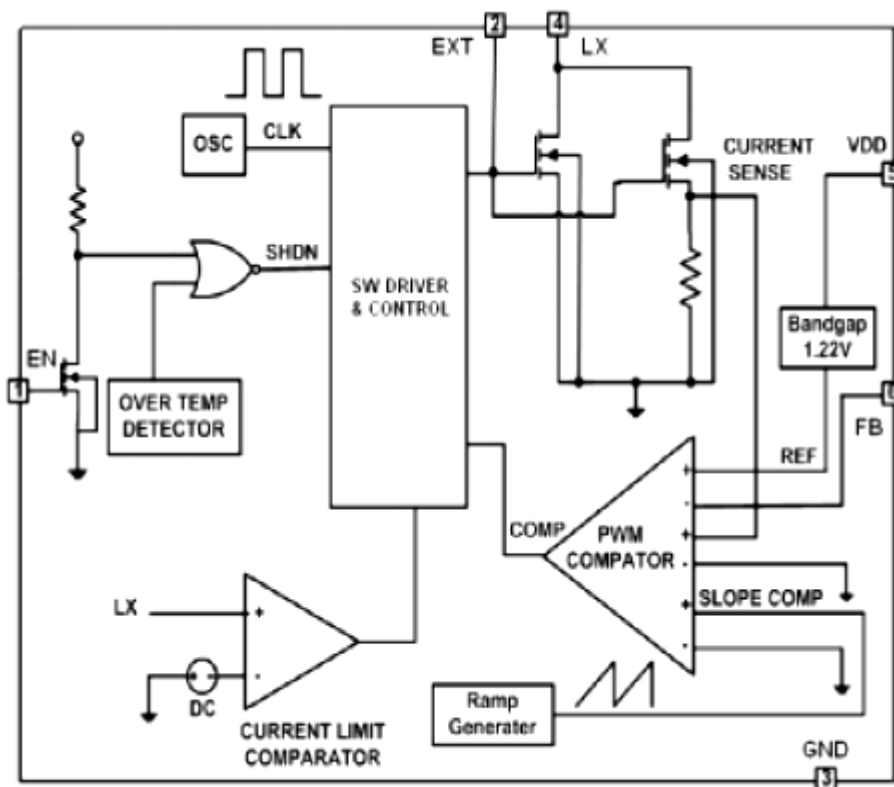 2
4
EXT
LX
OSC
CLK
CURRENT
SENSE
VDD
5
SHDN
SW DRIVER
& CONTROL
Bandgap
1.22V
EN
1
OVER TEMP
DETECTOR
6
FB
REF
+
-
COMP
PWM
COMPATOR
+
-
SLOPE COMP
+
-
LX
+
-
DC
CURRENT LIMIT
COMPARATOR
Ramp
Generater
GND
3